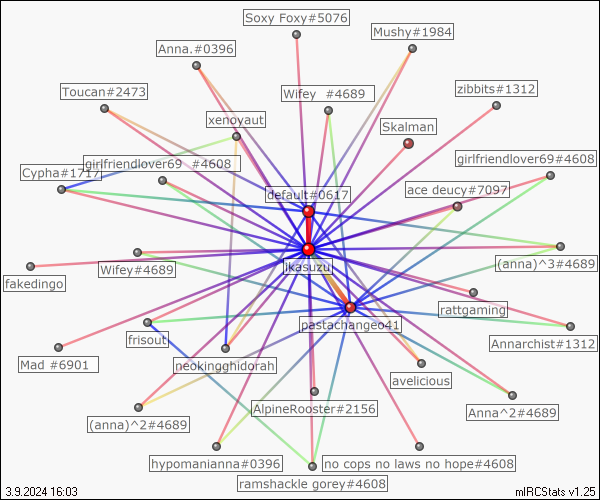 Soxy Foxy#5076
Mushy#1984
Anna.#0396
zibbits#1312
Toucan#2473
Wifey  #4689
xenoyaut
Skalman
girlfriendlover69  #4608
girlfriendlover69#4608
Cypha#1717
ace deucy#7097
default#0617
(anna)^3#4689
Wifey#4689
ikasuzu
fakedingo
rattgaming
pastachangeo41
frisout
Annarchist#1312
Mad #6901
neokingghidorah
avelicious
AlpineRooster#2156
Anna^2#4689
(anna)^2#4689
hypomanianna#0396
no cops no laws no hope#4608
ramshackle gorey#4608
3.9.2024 16:03
mIRCStats v1.25